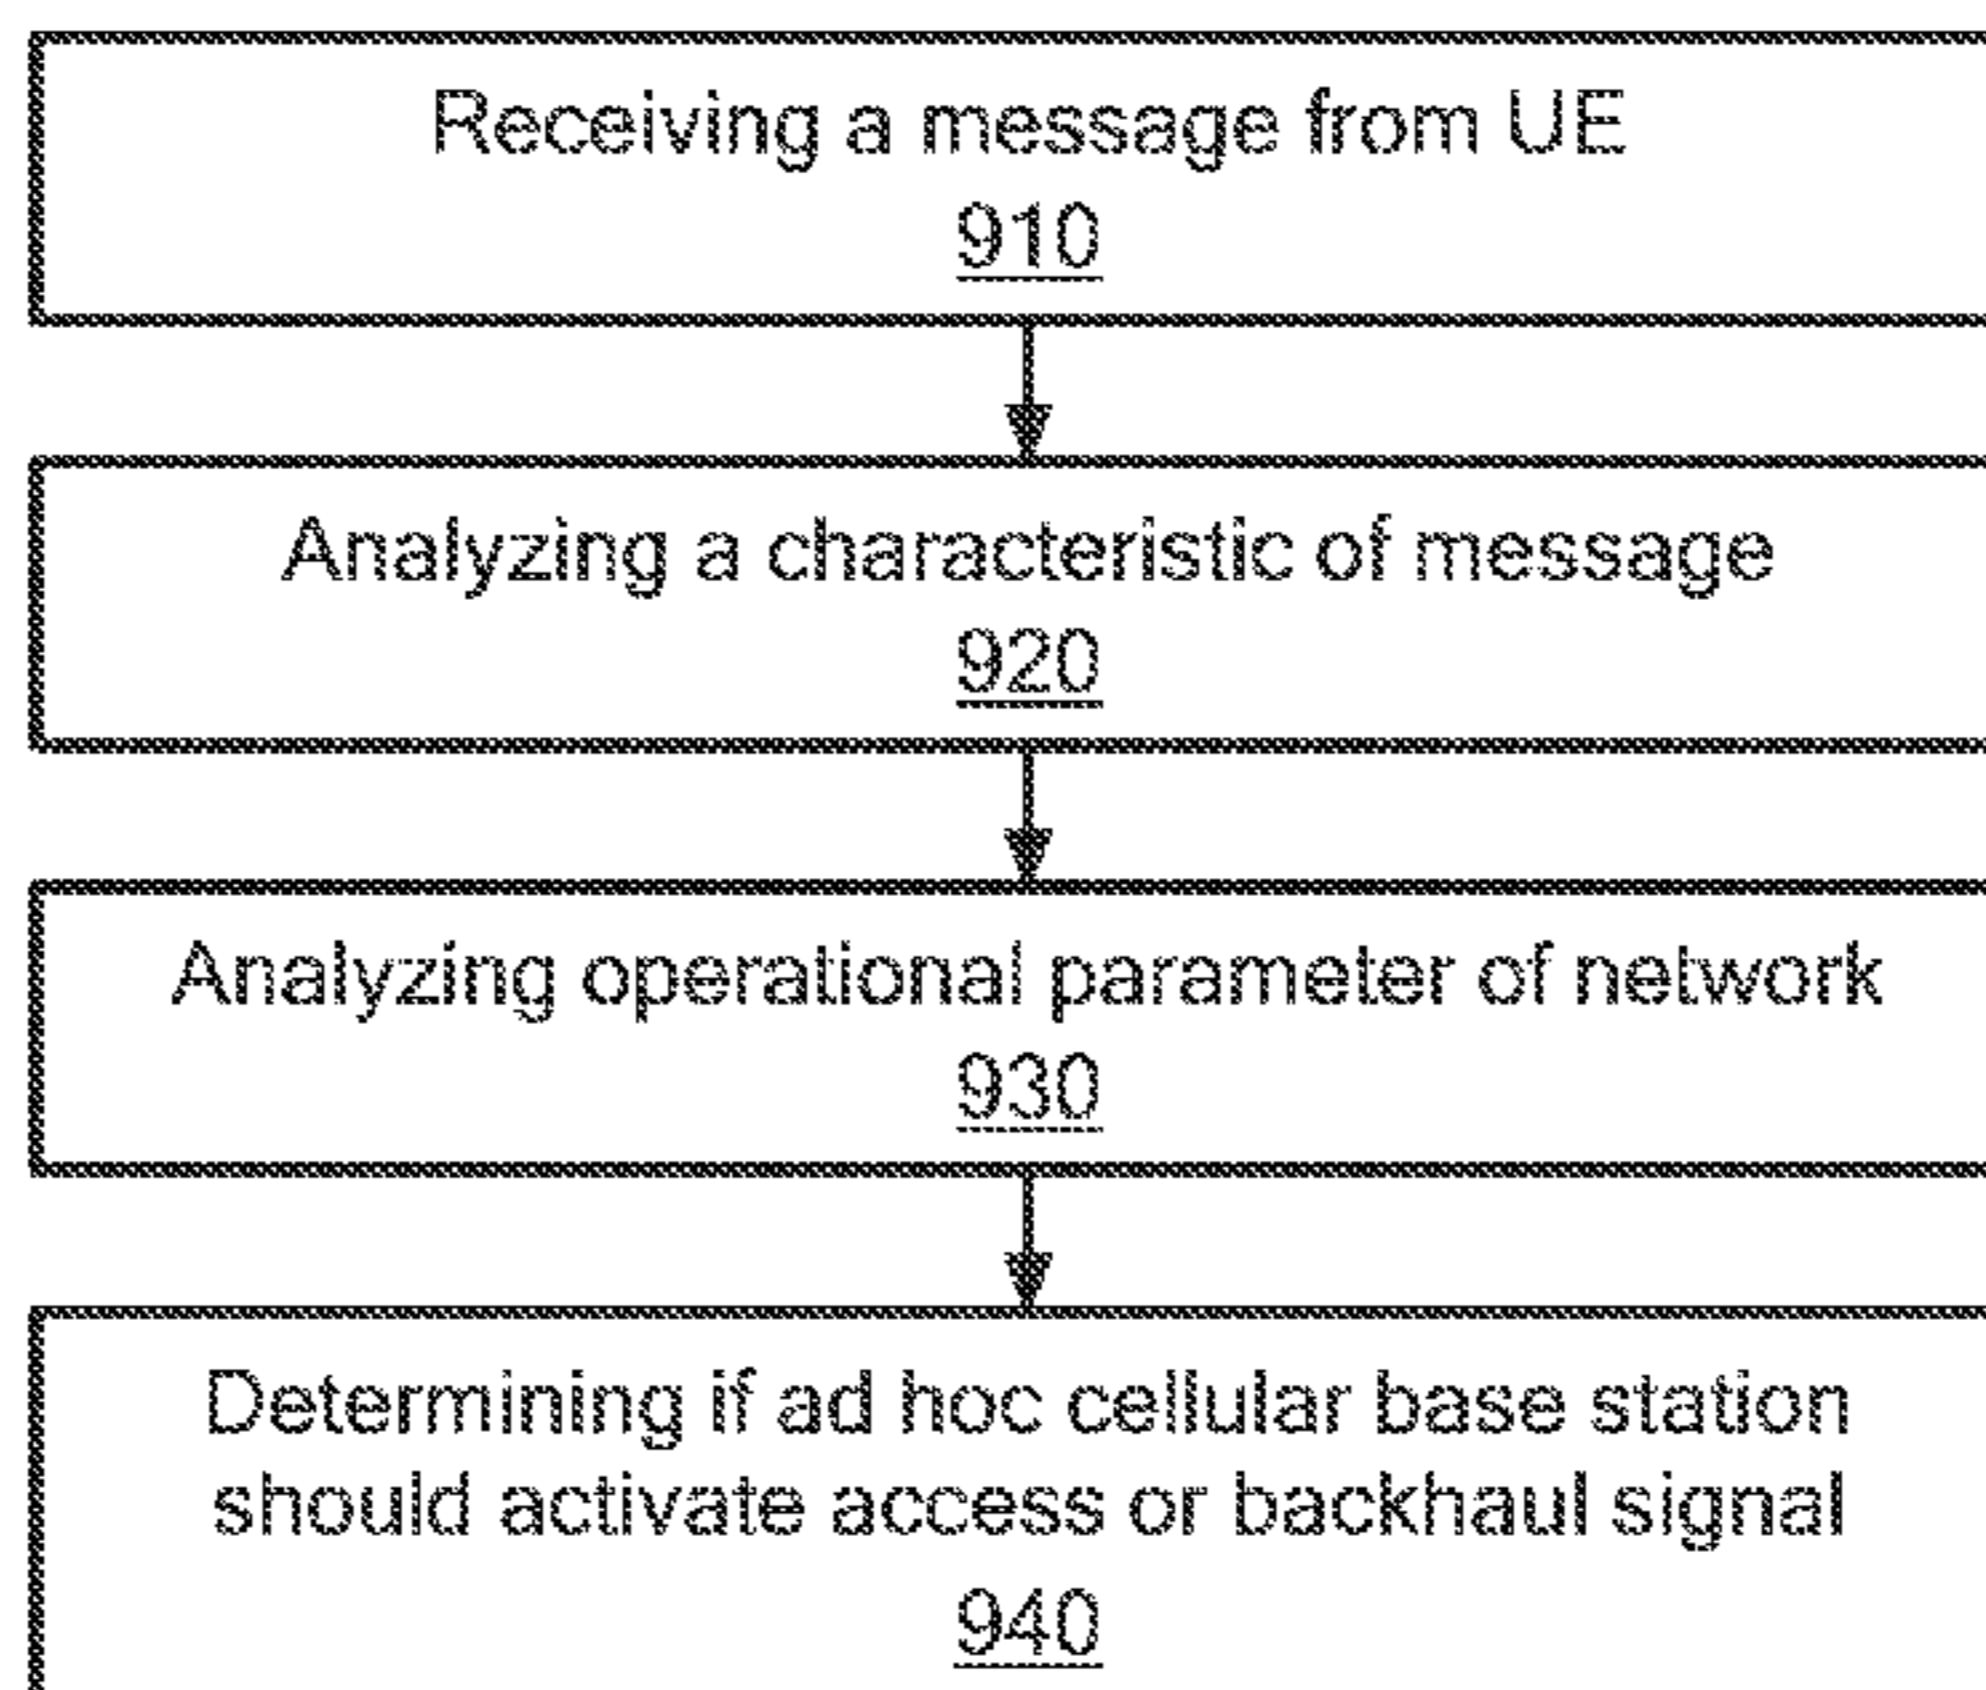 Receiving a message from UE
910
Analyzing a characteristic of message
920
Analyzing operational parameter of network
930
Determining if ad hoc cellular base station
should activate access or backhaul signal
940